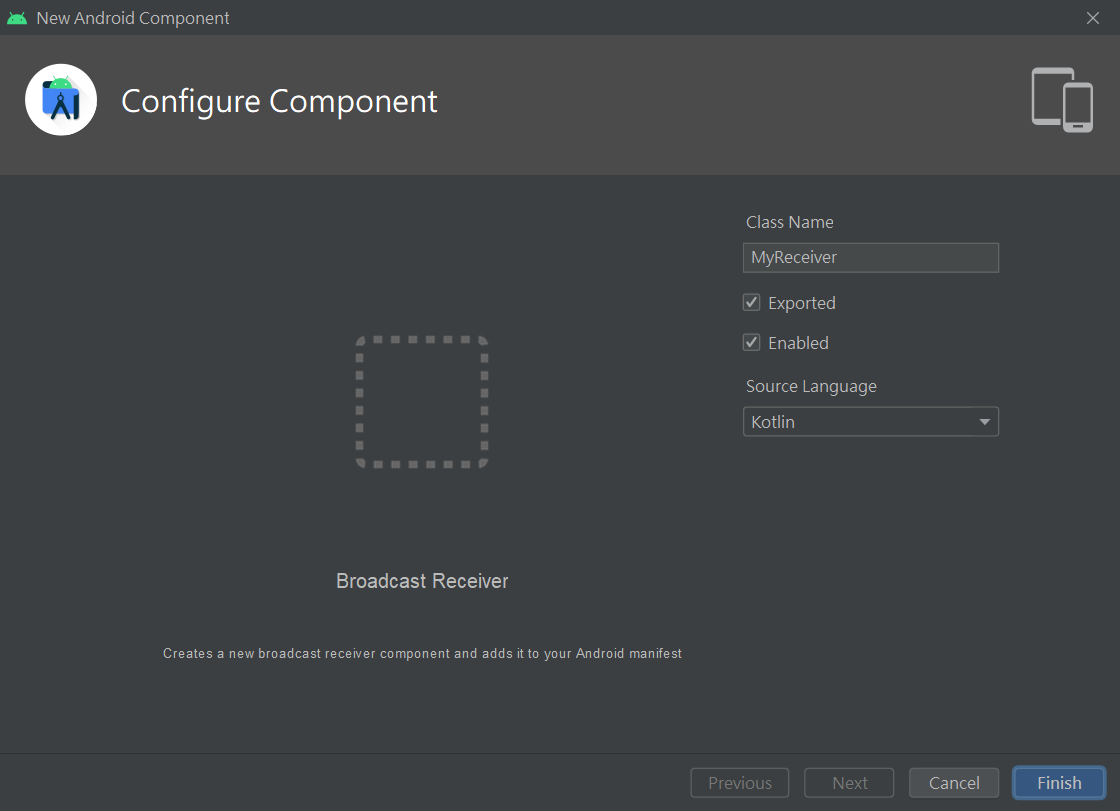 New Android Component
Configure Component
Class Name
MyReceiver
Exported
Enabled
Source Language
Kotlin
Broadcast Receiver
Creates a new broadcast receiver component and adds it to your Android manifest
Previous
Next
Cancel
Finish